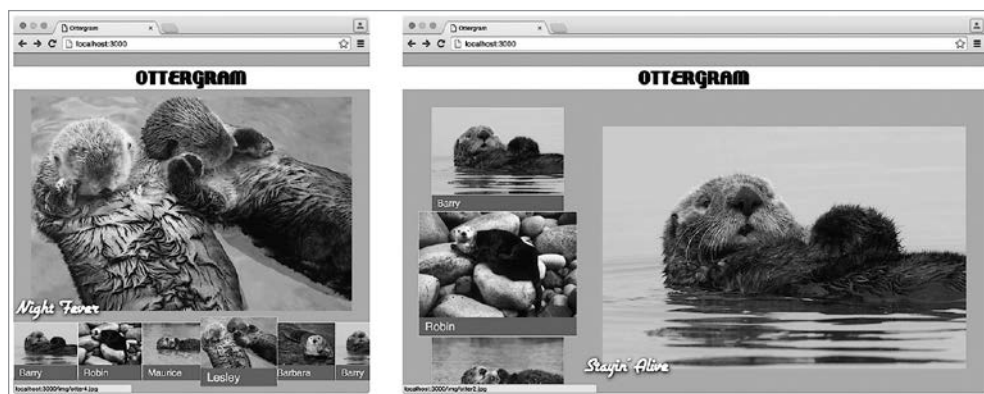 Ottergram
localhost:3000
OTTERGRAM
Night Fever
Barry
Robin
Maurice
Lesley
Barbara
Barry
localhost:3000/img/otter4.jpg
Ottergram
localhost:3000
OTTERGRAM
Barry
Robin
Stayin' Alive
localhost:3000/img/otter2.jpg